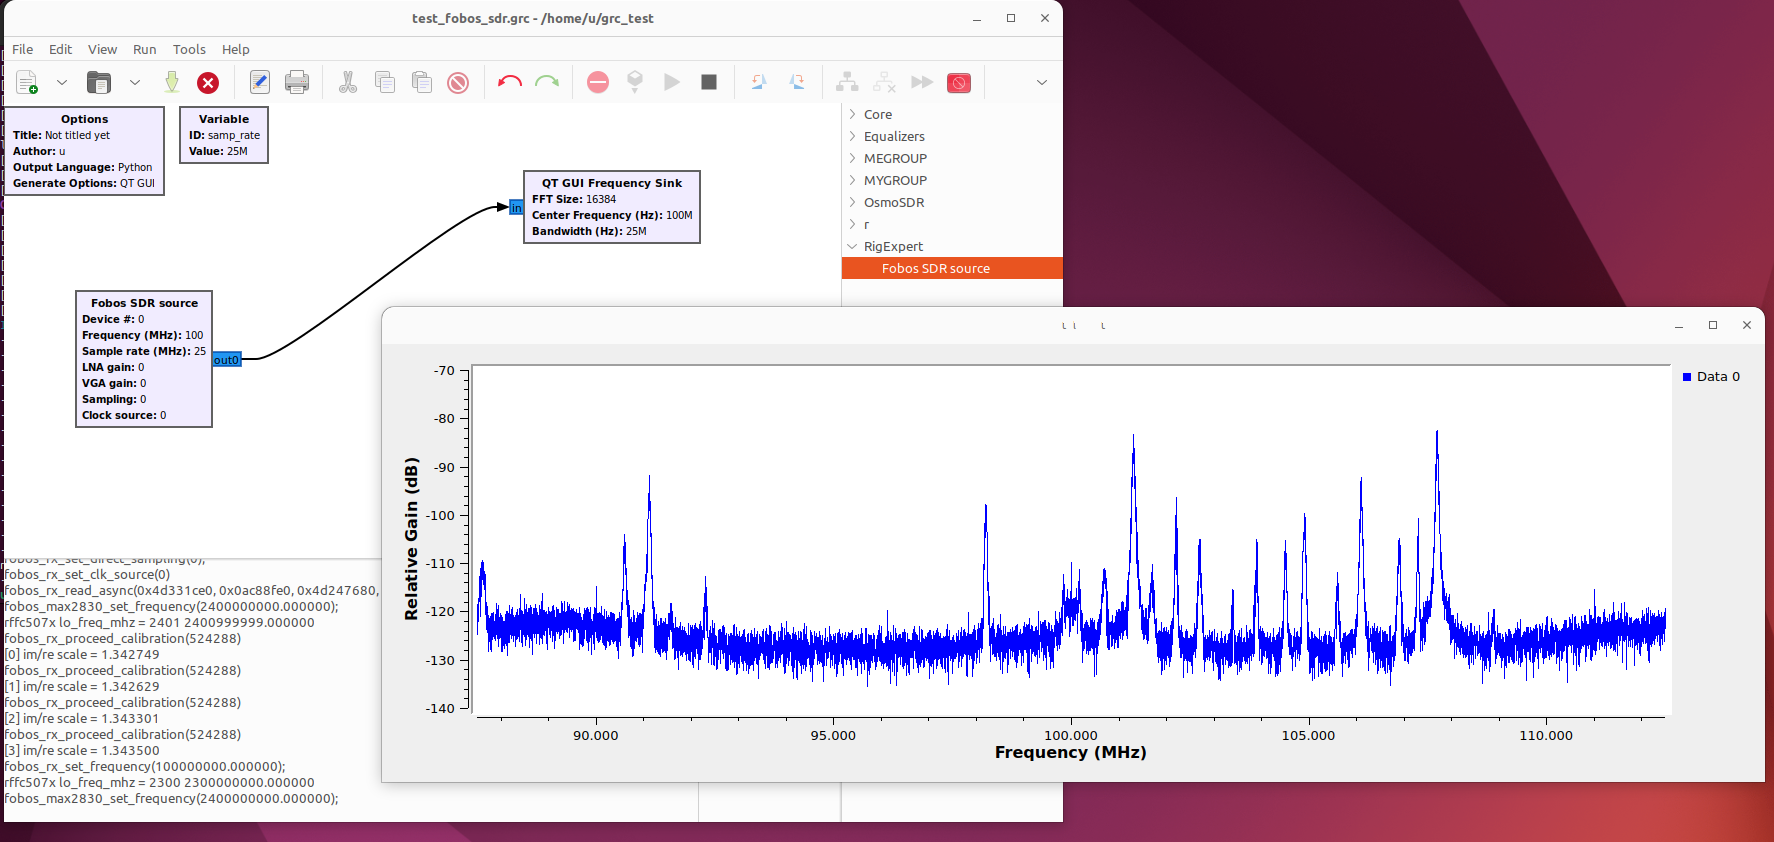 test_fobos_sdr.grc - /home/u/grc_test
File Edit View Run Tools Help
Options
Title: Not titled yet
Author: u
Output Language: Python
Generate Options: QT GUI
Variable
ID: samp_rate
Value: 25M
QT GUI Frequency Sink
FFT Size: 16384
Center Frequency (Hz): 100M
Bandwidth (Hz): 25M
in
Fobos SDR source
Device #: 0
Frequency (MHz): 100
Sample rate (MHz): 25
LNA gain: 0
VGA gain: 0
Sampling: 0
Clock source: 0
out0
Core
Equalizers
MEGROUP
MYGROUP
OsmoSDR
r
RigExpert
Fobos SDR source
fobos_rx_set_direct_sampling(0);
fobos_rx_set_clk_source(0)
fobos_rx_read_async(0x4d331ce0, 0x0ac88fe0, 0x4d247680,
fobos_max2830_set_frequency(2400000000.000000);
rffc507x lo_freq_mhz = 2401 2400999999.000000
fobos_rx_proceed_calibration(524288)
[0] im/re scale = 1.342749
fobos_rx_proceed_calibration(524288)
[1] im/re scale = 1.342629
fobos_rx_proceed_calibration(524288)
[2] im/re scale = 1.343301
fobos_rx_proceed_calibration(524288)
[3] im/re scale = 1.343500
fobos_rx_set_frequency(100000000.000000);
rffc507x lo_freq_mhz = 2300 2300000000.000000
fobos_max2830_set_frequency(2400000000.000000);
Relative Gain (dB)
-70
-80
-90
-100
-110
-120
-130
-140
Data 0
90.000 95.000 100.000 105.000 110.000
Frequency (MHz)